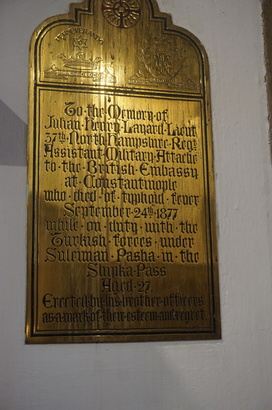 To the Memory of
Julian · Henry · Layard · Lieut
37th · North Hampshire · Regt
Assistant · Military · Attaché
to · the · British · Embassy
at · Constantinople
who · died · of · typhoid · fever
September · 24th · 1877
while · on · duty · with · the
Turkish · forces · under
Suleiman · Pasha · in · the
Shipka · Pass
Aged · 27
Erected · by · his · brother · officers
as · a · mark · of · their · esteem · and · regret